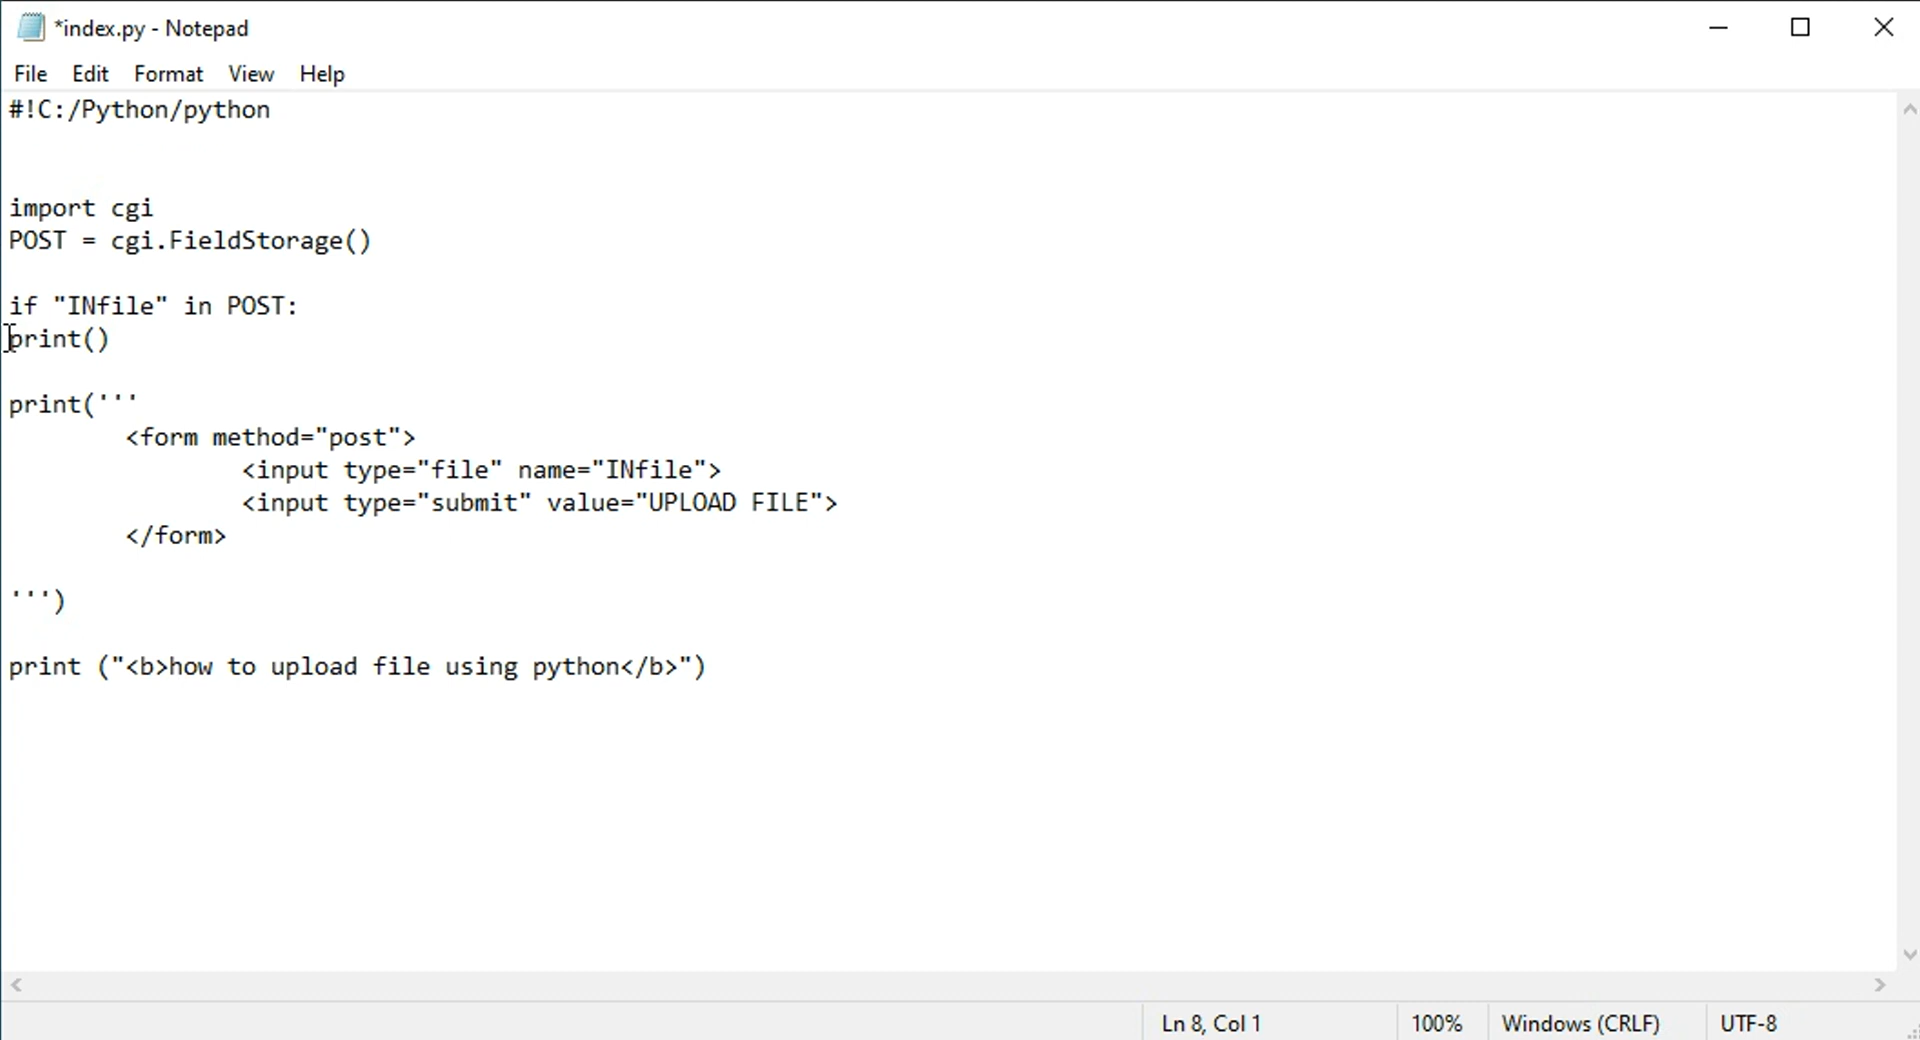 *index.py - Notepad
File Edit Format View Help
#!C:/Python/python
import cgi
POST = cgi.FieldStorage()
if "INfile" in POST:
print()
print('''
<form method="post">
<input type="file" name="INfile">
<input type="submit" value="UPLOAD FILE">
</form>
''')
print ("<b>how to upload file using python</b>")
Ln 8, Col 1 100% Windows (CRLF) UTF-8